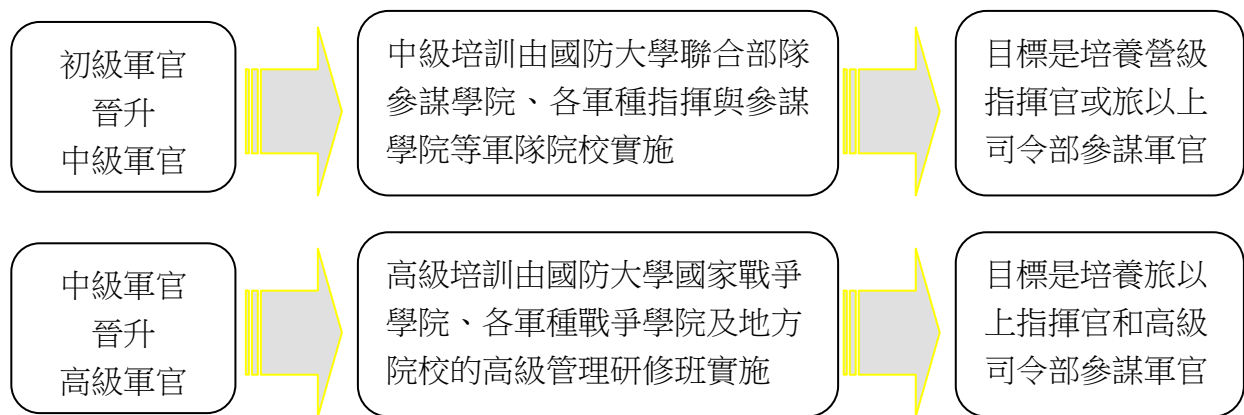 初級軍官
晉升
中級軍官
中級培訓由國防大學聯合部隊
參謀學院、各軍種指揮與參謀
學院等軍隊院校實施
目標是培養營級
指揮官或旅以上
司令部參謀軍官
中級軍官
晉升
高級軍官
高級培訓由國防大學國家戰爭
學院、各軍種戰爭學院及地方
院校的高級管理研修班實施
目標是培養旅以
上指揮官和高級
司令部參謀軍官